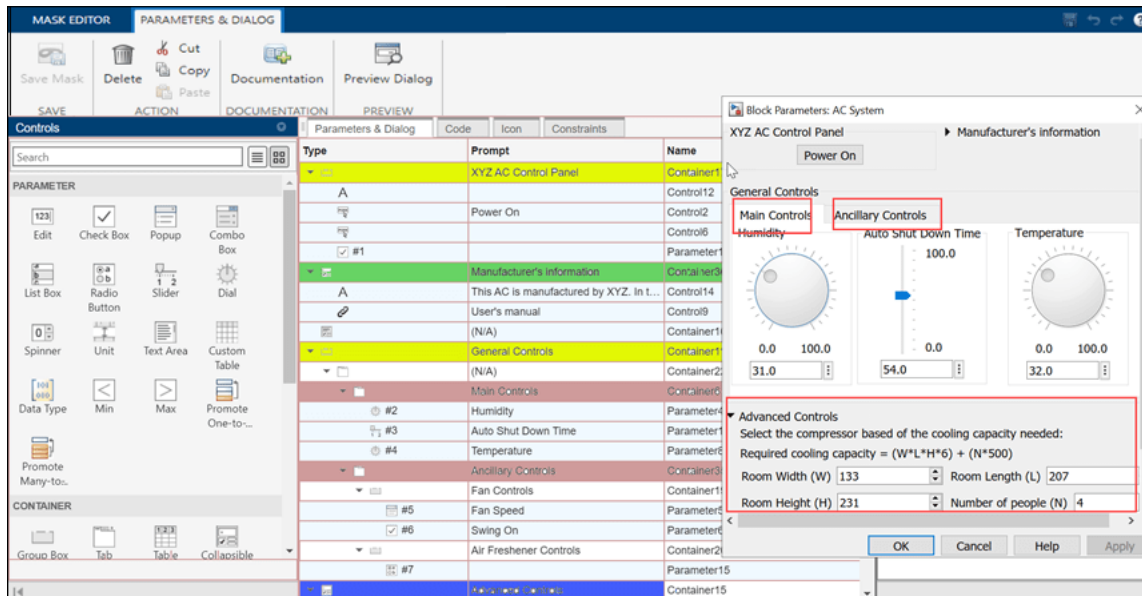 MASK EDITOR
PARAMETERS & DIALOG
Save Mask
Delete
Cut
Copy
Paste
Documentation
Preview Dialog
SAVE
ACTION
DOCUMENTATION
PREVIEW
Controls
Search
PARAMETER
Edit
Check Box
Popup
Combo
Box
List Box
Radio
Button
Slider
Dial
Spinner
Unit
Text Area
Custom
Table
Data Type
Min
Max
Promote
One-to-...
Promote
Many-to...
CONTAINER
Group Box
Tab
Table
Collapsible
Parameters & Dialog
Code
Icon
Constraints
Type Prompt Name
XYZ AC Control Panel Container1
A Control12
Power On Control2
Control6
#1 Parameter1
Manufacturer's information Container3
A This AC is manufactured by XYZ. In t... Control14
User's manual Control9
(N/A) Container1
General Controls Container1
(N/A) Container2
Main Controls Container6
#2 Humidity Parameter4
#3 Auto Shut Down Time Parameter1
#4 Temperature Parameter8
Ancillary Controls Container3
Fan Controls Container1
#5 Fan Speed Parameter5
#6 Swing On Parameter6
Air Freshener Controls Container2
#7 Parameter15
Container15
Block Parameters: AC System
XYZ AC Control Panel
Manufacturer's information
Power On
General Controls
Main Controls
Ancillary Controls
Humidity
Auto Shut Down Time
Temperature
100.0
0.0 100.0
0.0
0.0 100.0
31.0
54.0
32.0
Advanced Controls
Select the compressor based of the cooling capacity needed:
Required cooling capacity = (W*L*H*6) + (N*500)
Room Width (W) 133 Room Length (L) 207
Room Height (H) 231 Number of people (N) 4
OK
Cancel
Help
Apply